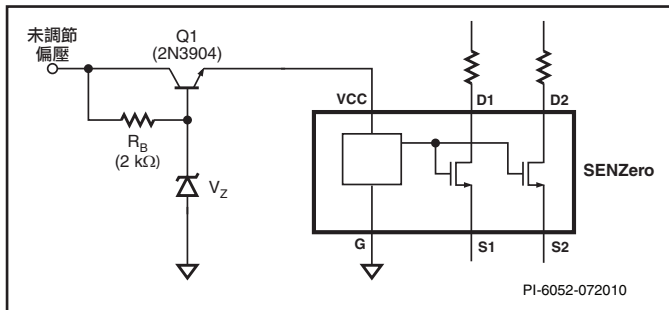 未調節
偏壓
Q1
(2N3904)
R_B
(2 kΩ)
V_Z
VCC
D1
D2
SENZero
G
S1
S2
PI-6052-072010